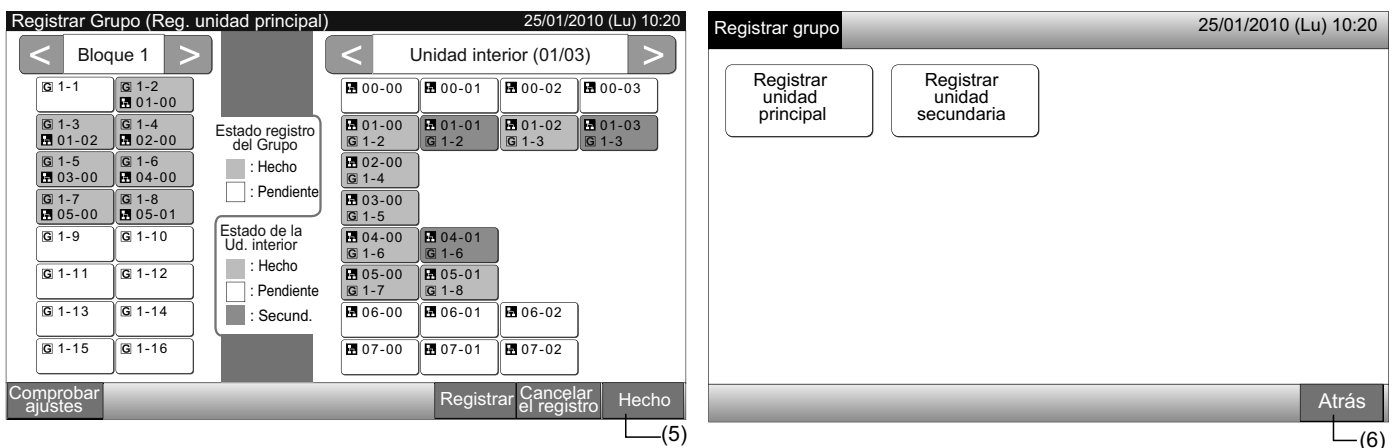 Registrar Grupo (Reg. unidad principal) 25/01/2010 (Lu) 10:20
< Bloque 1 >
G 1-1
G 1-2
01-00
G 1-3
01-02
G 1-4
02-00
G 1-5
03-00
G 1-6
04-00
G 1-7
05-00
G 1-8
05-01
G 1-9
G 1-10
G 1-11
G 1-12
G 1-13
G 1-14
G 1-15
G 1-16
Estado registro
del Grupo
: Hecho
: Pendiente
Estado de la
Ud. interior
: Hecho
: Pendiente
: Secund.
< Unidad interior (01/03) >
00-00
00-01
00-02
00-03
01-00
G 1-2
01-01
G 1-2
01-02
G 1-3
01-03
G 1-3
02-00
G 1-4
03-00
G 1-5
04-00
G 1-6
04-01
G 1-6
05-00
G 1-7
05-01
G 1-8
06-00
06-01
06-02
07-00
07-01
07-02
Comprobar
ajustes
Registrar
Cancelar
el registro
Hecho
(5)
Registrar grupo 25/01/2010 (Lu) 10:20
Registrar
unidad
principal
Registrar
unidad
secundaria
Atrás
(6)